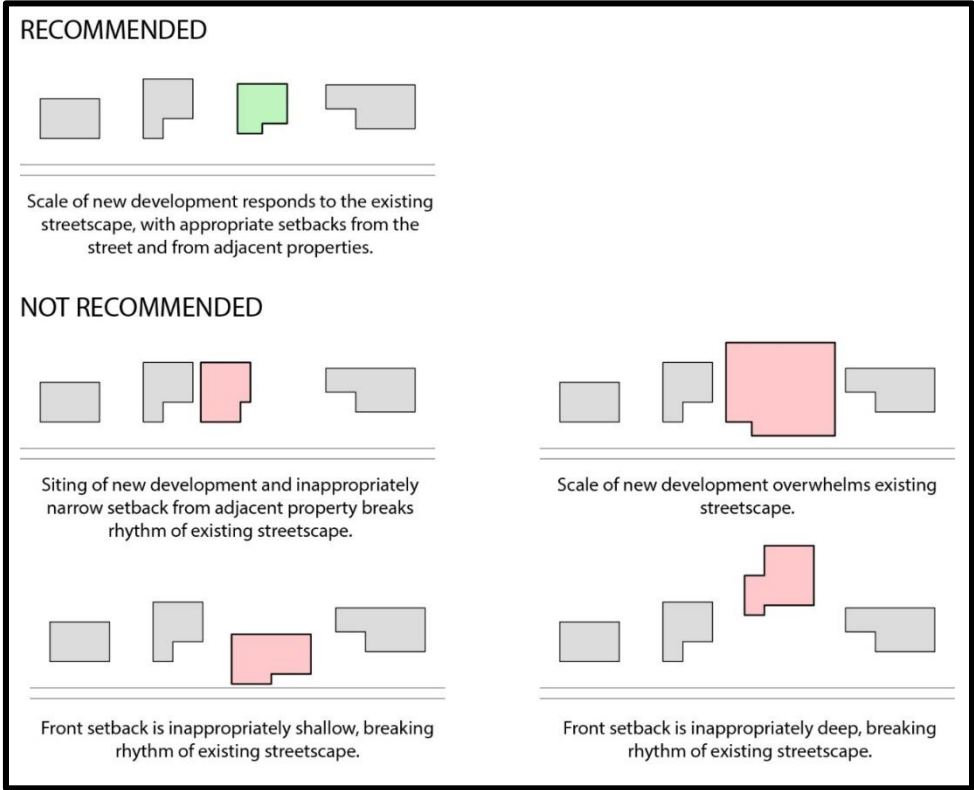 RECOMMENDED
Scale of new development responds to the existing
streetscape, with appropriate setbacks from the
street and from adjacent properties.
NOT RECOMMENDED
Siting of new development and inappropriately
narrow setback from adjacent property breaks
rhythm of existing streetscape.
Scale of new development overwhelms existing
streetscape.
Front setback is inappropriately shallow, breaking
rhythm of existing streetscape.
Front setback is inappropriately deep, breaking
rhythm of existing streetscape.